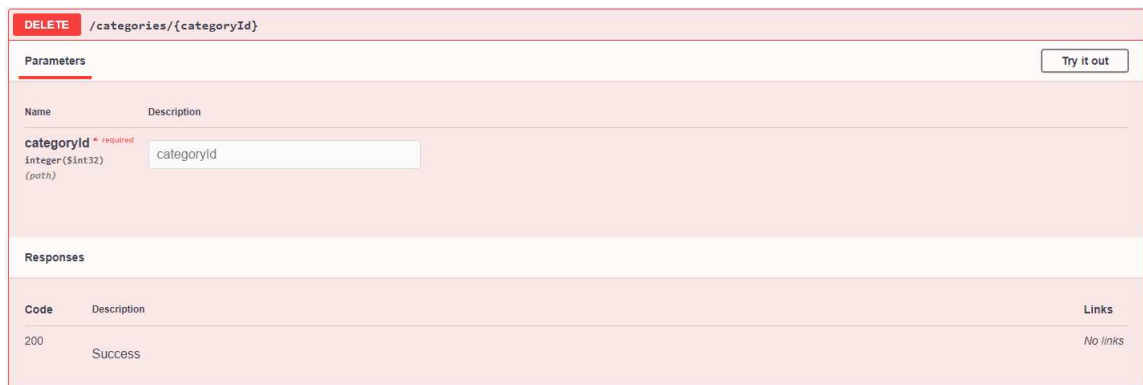 DELETE /categories/{categoryId}
Parameters
Try it out
Name Description
categoryId * required
integer($int32)
(path)
categoryId
Responses
Code Description Links
200 Success No links